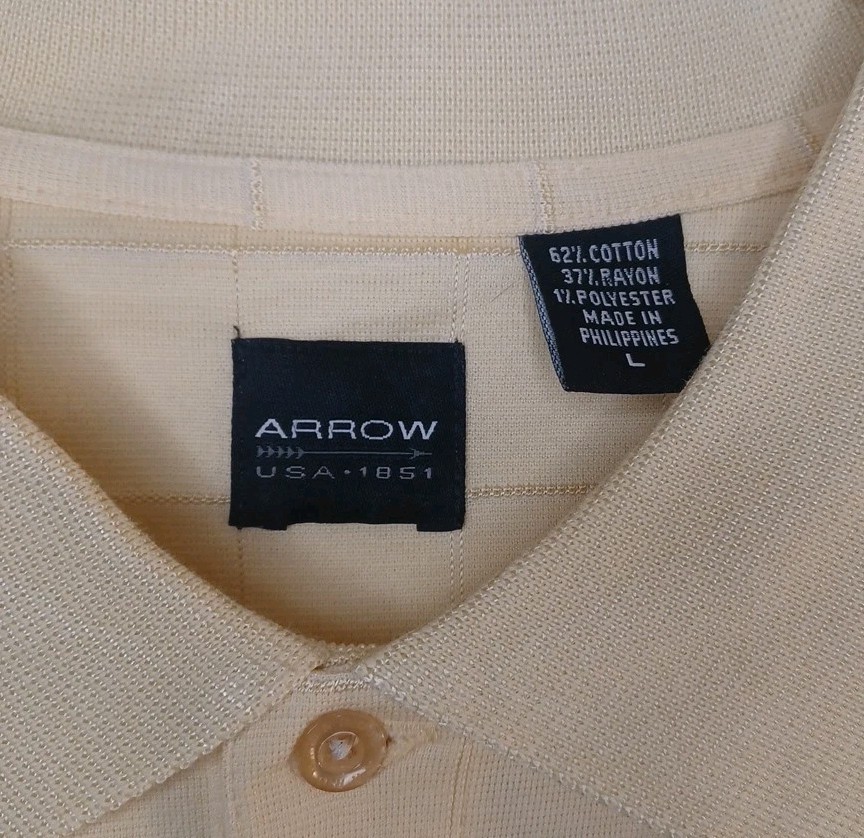 62% COTTON
37% RAYON
1% POLYESTER
MADE IN
PHILIPPINES
L
ARROW
USA • 1851